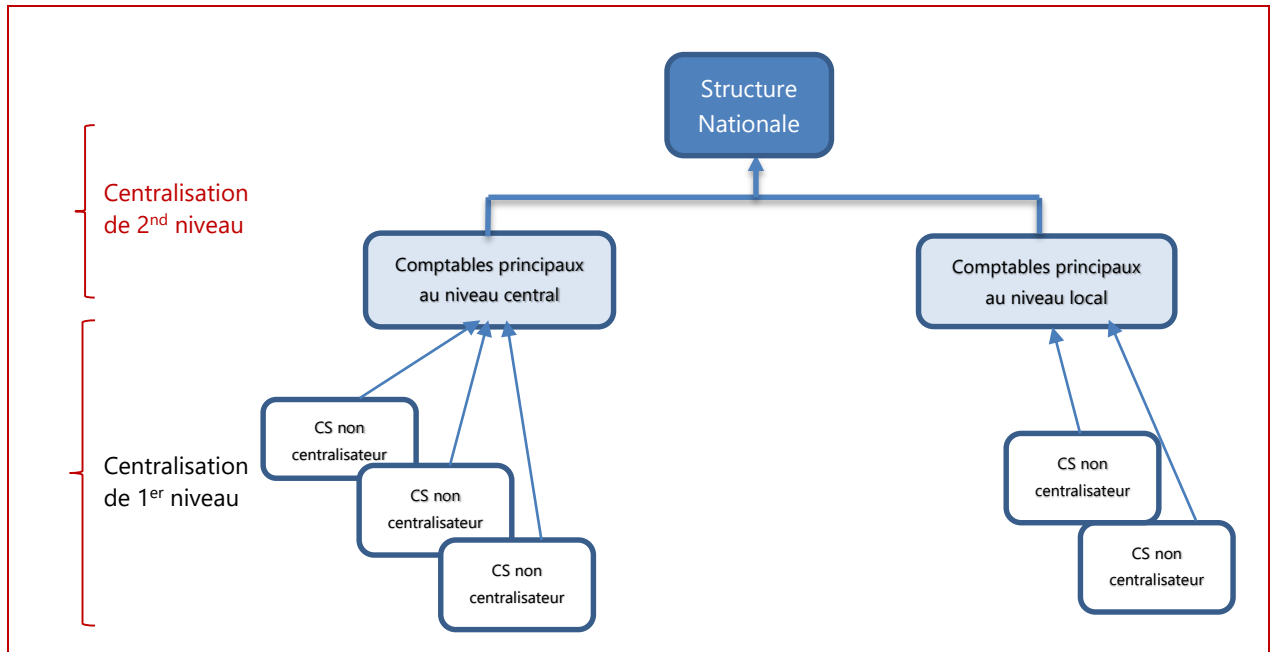 Structure
Nationale
Centralisation
de 2nd niveau
Comptables principaux
au niveau central
Comptables principaux
au niveau local
Centralisation
de 1er niveau
CS non
centralisateur
CS non
centralisateur
CS non
centralisateur
CS non
centralisateur
CS non
centralisateur